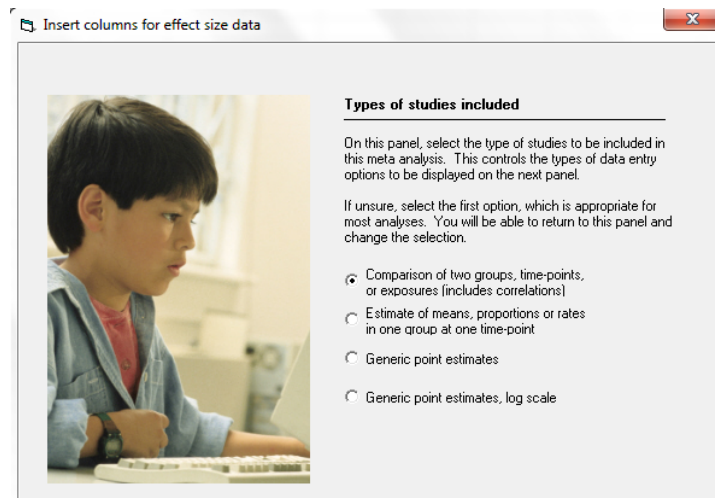 Insert columns for effect size data
Types of studies included
On this panel, select the type of studies to be included in
this meta analysis.  This controls the types of data entry
options to be displayed on the next panel.
If unsure, select the first option, which is appropriate for
most analyses.  You will be able to return to this panel and
change the selection.
Comparison of two groups, time-points,
or exposures (includes correlations)
Estimate of means, proportions or rates
in one group at one time-point
Generic point estimates
Generic point estimates, log scale